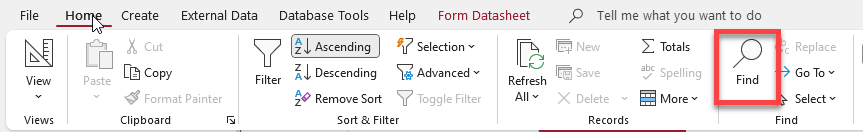 File Home Create External Data Database Tools Help Form Datasheet Tell me what you want to do
View
Views
Paste
Cut
Copy
Format Painter
Clipboard
Filter
Ascending
Descending
Remove Sort
Selection
Advanced
Toggle Filter
Sort & Filter
Refresh
All
New
Save
Delete
Totals
Spelling
More
Records
Find
Replace
Go To
Select
Find